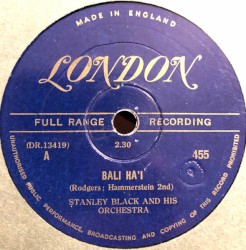 MADE IN ENGLAND
LONDON
FULL RANGE RECORDING
(DR.13419) 2.30
A 455
BALI HA'I
(Rodgers; Hammerstein 2nd)
STANLEY BLACK AND HIS
ORCHESTRA
UNAUTHORISED PUBLIC PERFORMANCE, BROADCASTING AND COPYING OF THIS RECORD PROHIBITED